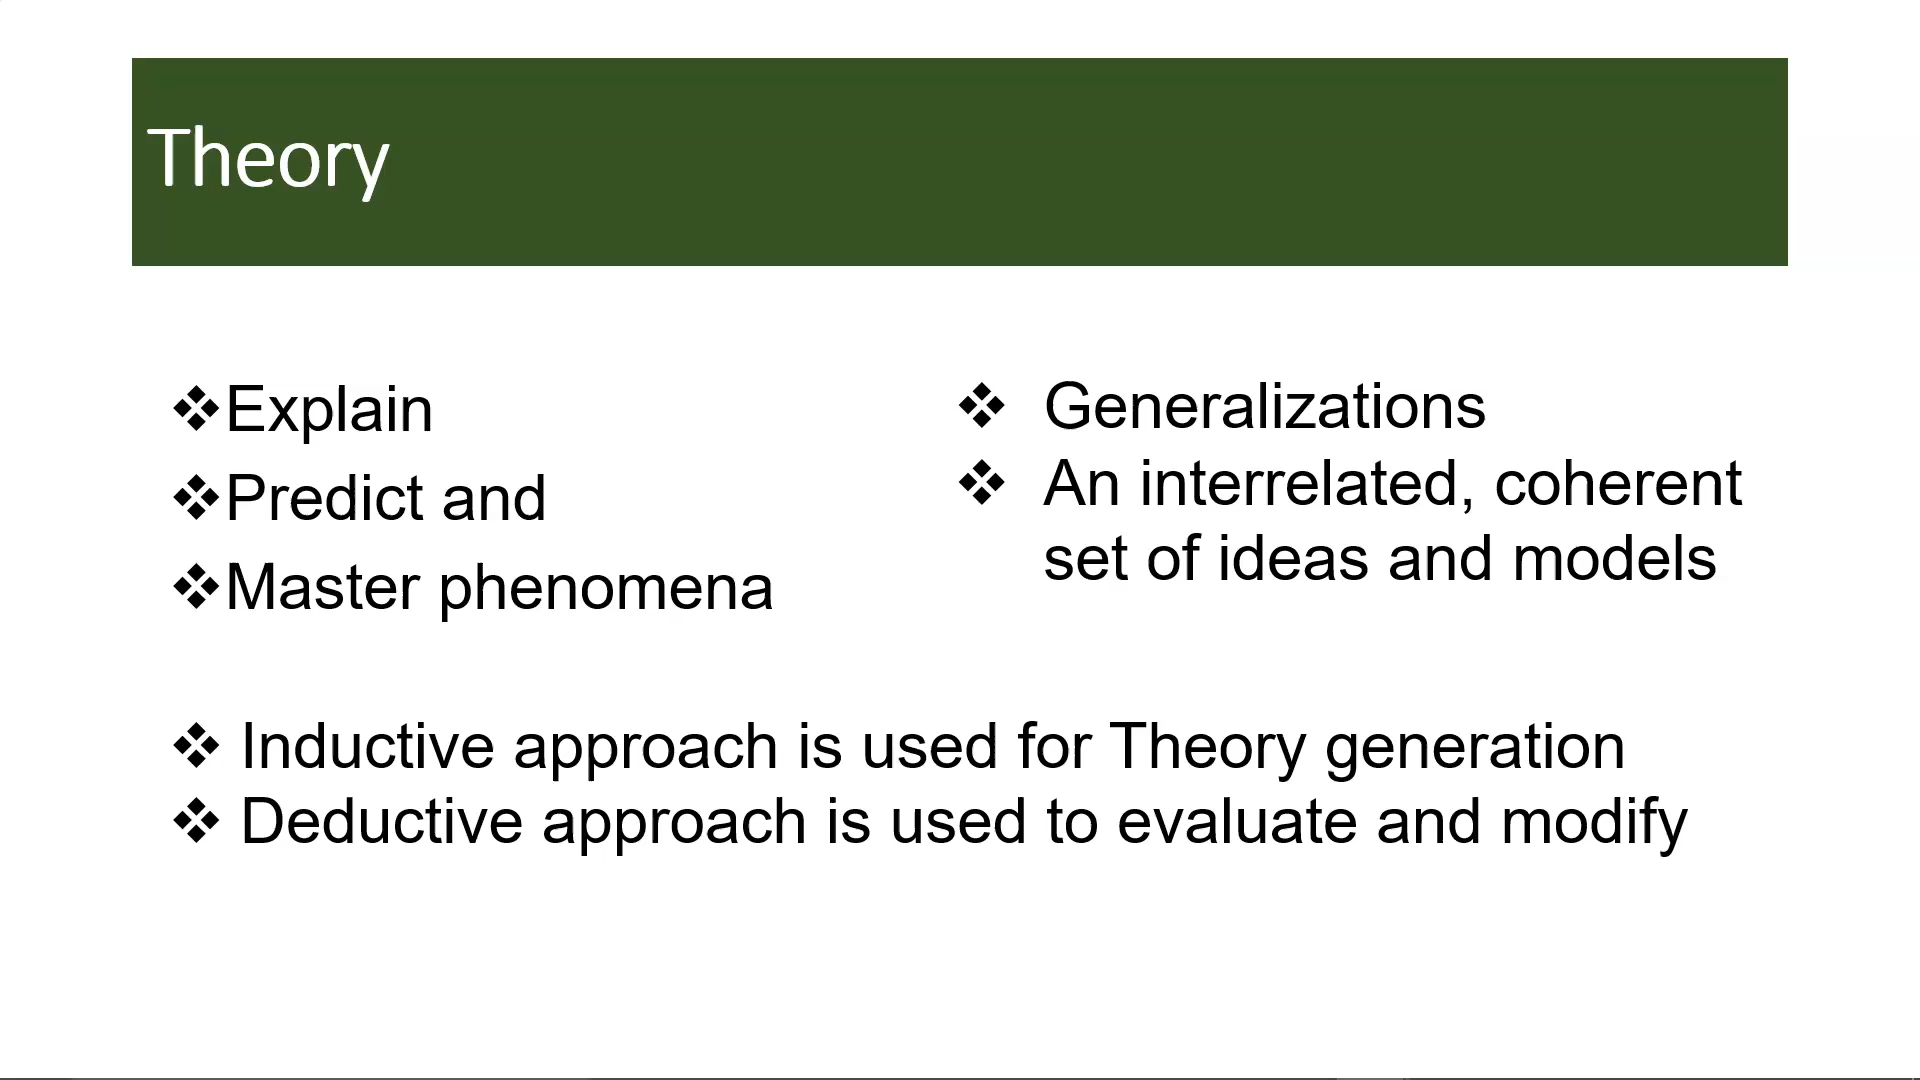 Theory
❖Explain
❖Predict and
❖Master phenomena
❖ Generalizations
❖ An interrelated, coherent
set of ideas and models
❖ Inductive approach is used for Theory generation
❖ Deductive approach is used to evaluate and modify